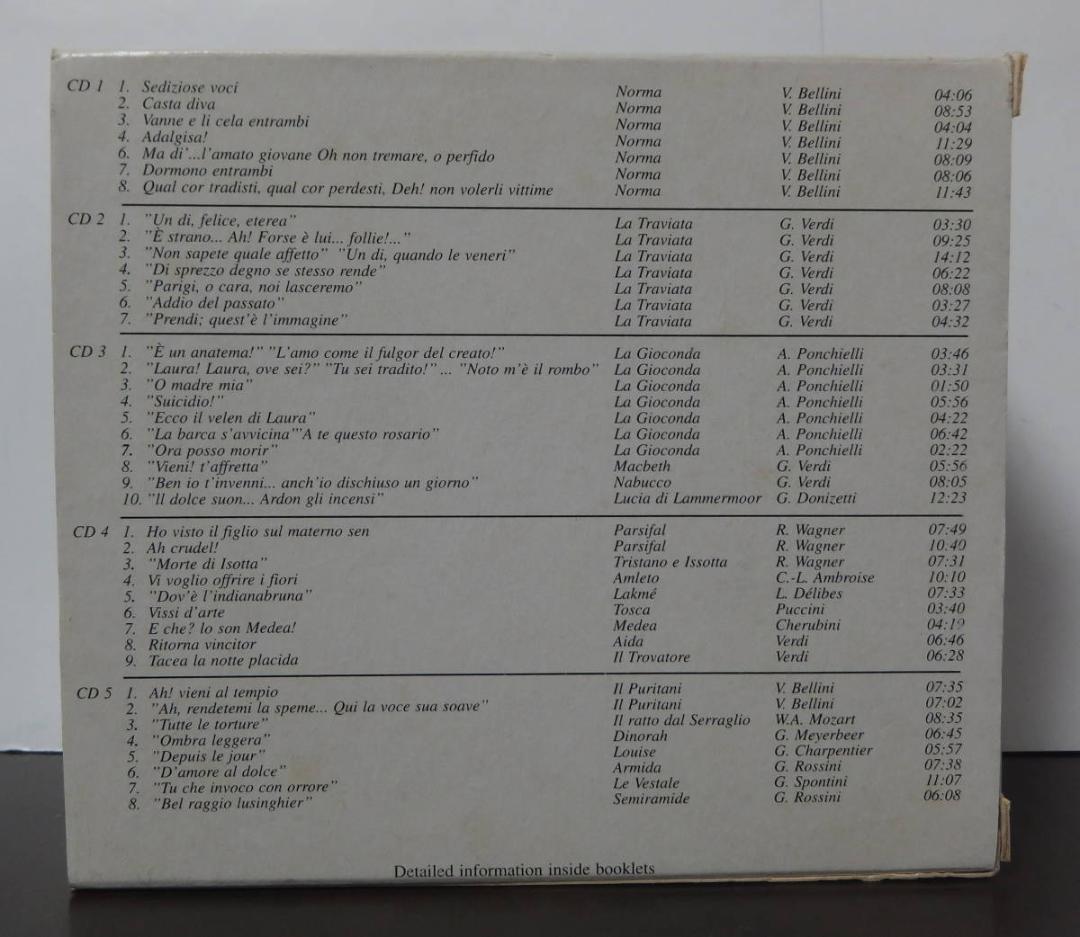 CD 1 1. Sediziose voci Norma V. Bellini 04:06
2. Casta diva Norma V. Bellini 08:53
3. Vanne e li cela entrambi Norma V. Bellini 04:04
4. Adalgisa! Norma V. Bellini 11:29
6. Ma di'...l'amato giovane Oh non tremare, o perfido Norma V. Bellini 08:09
7. Dormono entrambi Norma V. Bellini 08:06
8. Qual cor tradisti, qual cor perdesti, Deh! non volerli vittime Norma V. Bellini 11:43
CD 2 1. "Un di, felice, eterea" La Traviata G. Verdi 03:30
2. "È strano... Ah! Forse è lui... follie!..." La Traviata G. Verdi 09:25
3. "Non sapete quale affetto" "Un di, quando le veneri" La Traviata G. Verdi 14:12
4. "Di sprezzo degno se stesso rende" La Traviata G. Verdi 06:22
5. "Parigi, o cara, noi lasceremo" La Traviata G. Verdi 08:08
6. "Addio del passato" La Traviata G. Verdi 03:27
7. "Prendi; quest'è l'immagine" La Traviata G. Verdi 04:32
CD 3 1. "È un anatema!" "L'amo come il fulgor del creato!" La Gioconda A. Ponchielli 03:46
2. "Laura! Laura, ove sei?" "Tu sei tradito!" ... "Noto m'è il rombo" La Gioconda A. Ponchielli 03:31
3. "O madre mia" La Gioconda A. Ponchielli 01:50
4. "Suicidio!" La Gioconda A. Ponchielli 05:56
5. "Ecco il velen di Laura" La Gioconda A. Ponchielli 04:22
6. "La barca s'avvicina""A te questo rosario" La Gioconda A. Ponchielli 06:42
7. "Ora posso morir" La Gioconda A. Ponchielli 02:22
8. "Vieni! t'affretta" Macbeth G. Verdi 05:56
9. "Ben io t'invenni... anch'io dischiuso un giorno" Nabucco G. Verdi 08:05
10. "ll dolce suon... Ardon gli incensi" Lucia di Lammermoor G. Donizetti 12:23
CD 4 1. Ho visto il figlio sul materno sen Parsifal R. Wagner 07:49
2. Ah crudel! Parsifal R. Wagner 10:40
3. "Morte di Isotta" Tristano e Issotta R. Wagner 07:31
4. Vi voglio offrire i fiori Amleto C.-L. Ambroise 10:10
5. "Dov'è l'indianabruna" Lakmé L. Délibes 07:33
6. Vissi d'arte Tosca Puccini 03:40
7. E che? lo son Medea! Medea Cherubini 04:19
8. Ritorna vincitor Aida Verdi 06:46
9. Tacea la notte placida Il Trovatore Verdi 06:28
CD 5 1. Ah! vieni al tempio Il Puritani V. Bellini 07:35
2. "Ah, rendetemi la speme... Qui la voce sua soave" Il Puritani V. Bellini 07:02
3. "Tutte le torture" Il ratto dal Serraglio W.A. Mozart 08:35
4. "Ombra leggera" Dinorah G. Meyerbeer 06:45
5. "Depuis le jour" Louise G. Charpentier 05:57
6. "D'amore al dolce" Armida G. Rossini 07:38
7. "Tu che invoco con orrore" Le Vestale G. Spontini 11:07
8. "Bel raggio lusinghier" Semiramide G. Rossini 06:08
Detailed information inside booklets